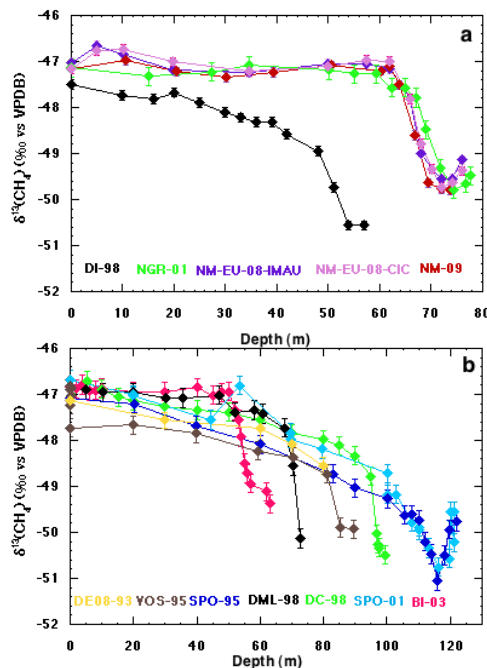 a
-46
-47
-48
-49
-50
-51
-52
δ¹³(CH₄) (‰ vs VPDB)
DI-98 NGR-01 NM-EU-08-IMAU NM-EU-08-CIC NM-09
0 10 20 30 40 50 60 70 80
Depth (m)
b
-46
-47
-48
-49
-50
-51
-52
δ¹³(CH₄) (‰ vs VPDB)
DE08-93 VOS-95 SPO-95 DML-98 DC-98 SPO-01 BI-03
0 20 40 60 80 100 120
Depth (m)